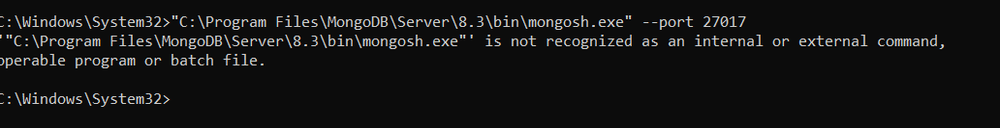 C:\Windows\System32>"C:\Program Files\MongoDB\Server\8.3\bin\mongosh.exe" --port 27017
'"C:\Program Files\MongoDB\Server\8.3\bin\mongosh.exe"' is not recognized as an internal or external command,
operable program or batch file.
C:\Windows\System32>